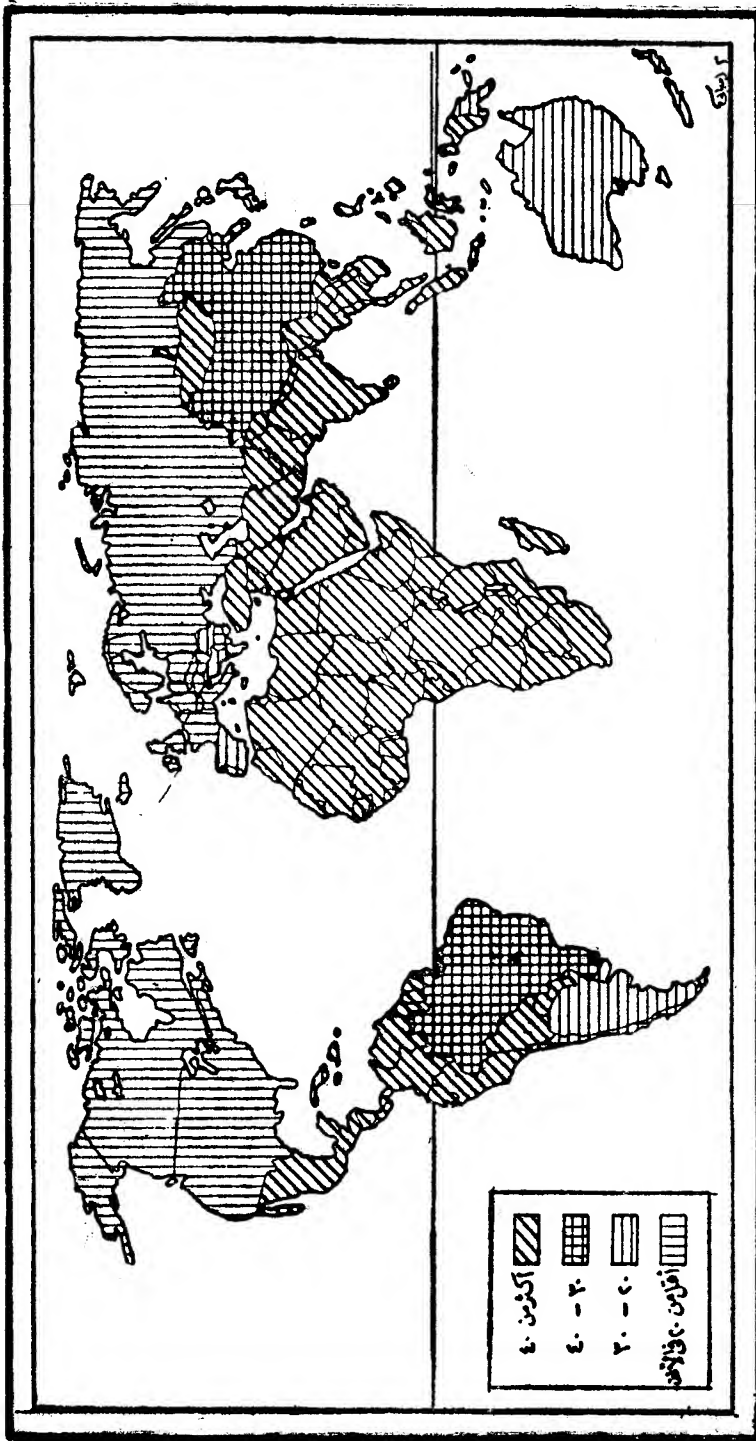 أكثر من ٤٠
٣٠ – ٤٠
٢٠ – ٣٠
أقل من ٢٠ في الألف